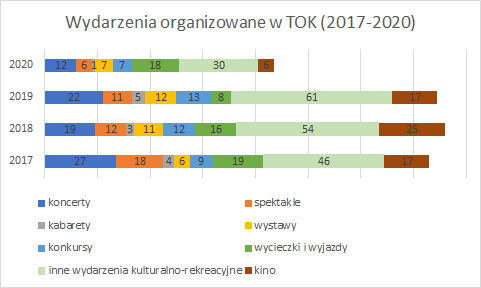 Wydarzenia organizowane w TOK (2017-2020)
2020 12 6 1 7 7 18 30 6
2019 22 11 5 12 13 8 61 17
2018 19 12 3 11 12 16 54 25
2017 27 18 4 6 9 19 46 17
koncerty spektakle
kabarety wystawy
konkursy wycieczki i wyjazdy
inne wydarzenia kulturalno-rekreacyjne kino